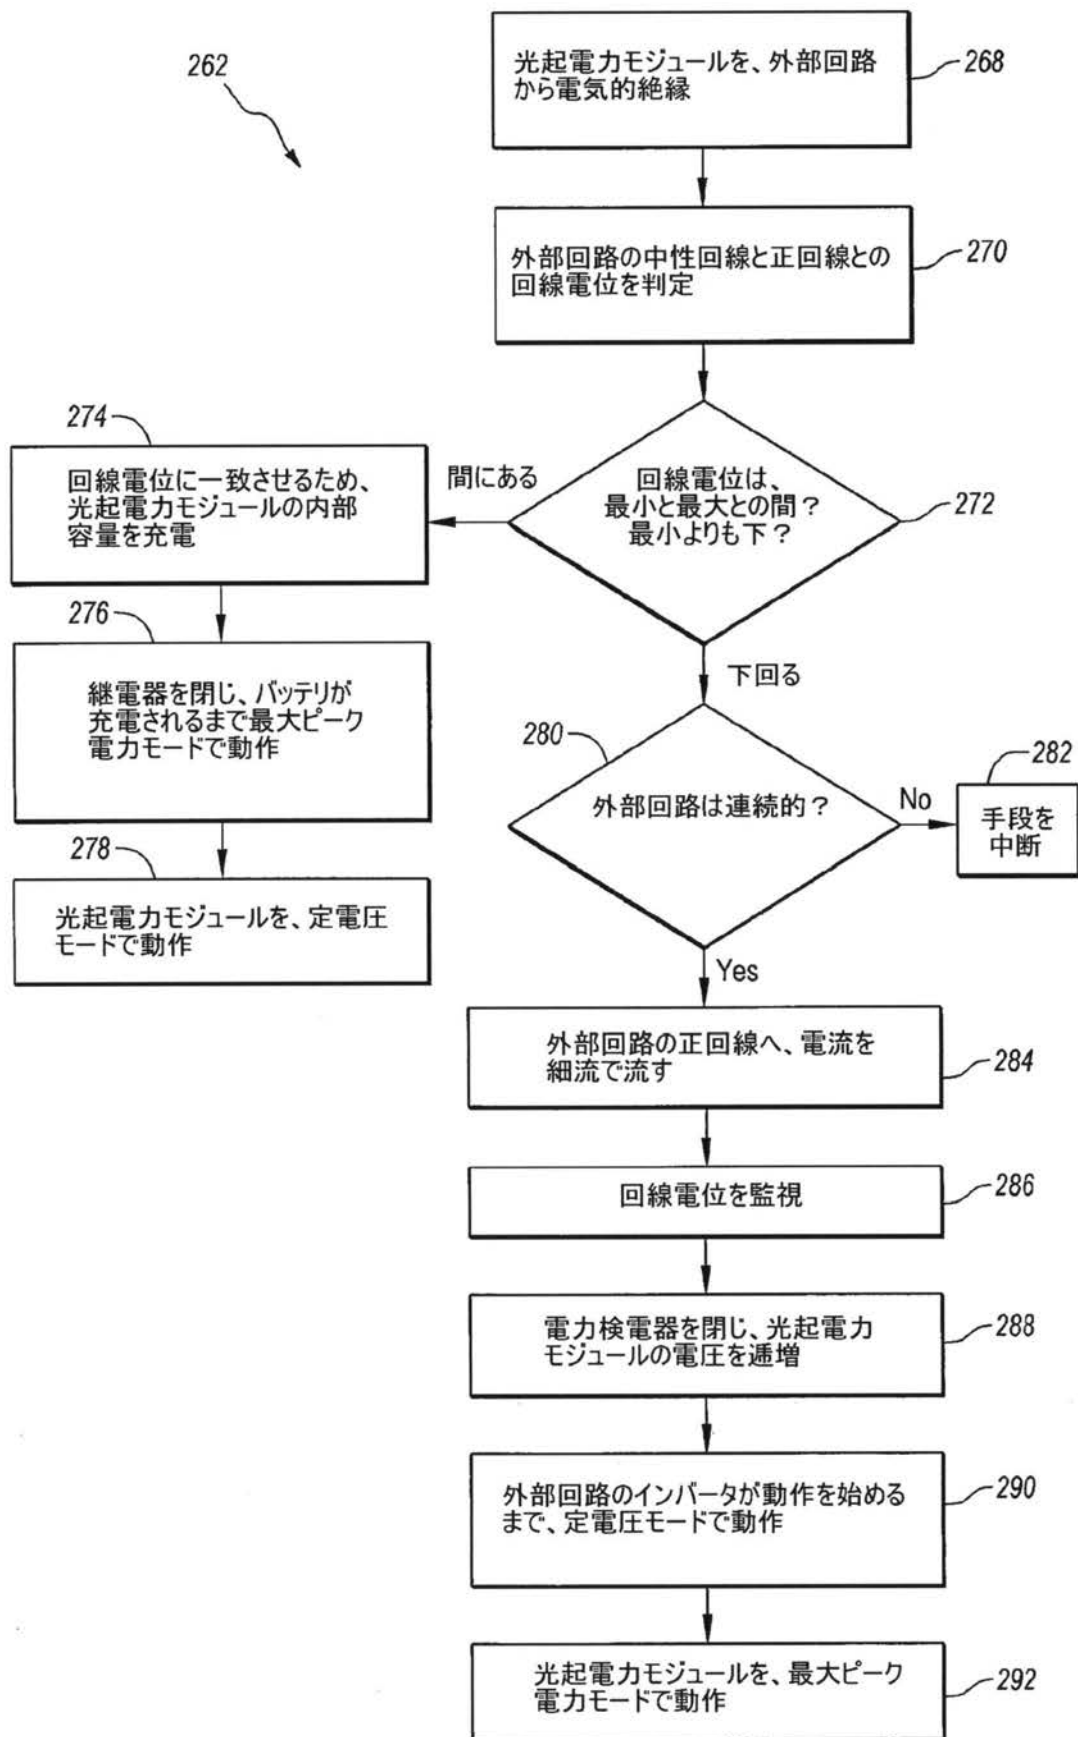 262
光起電力モジュールを、外部回路
から電気的絶縁
268
外部回路の中性回線と正回線との
回線電位を判定
270
回線電位は、
最小と最大との間？
最小よりも下？
272
間にある
274
回線電位に一致させるため、
光起電力モジュールの内部
容量を充電
276
継電器を閉じ、バッテリが
充電されるまで最大ピーク
電力モードで動作
278
光起電力モジュールを、定電圧
モードで動作
下回る
280
外部回路は連続的？
No
282
手段を
中断
Yes
外部回路の正回線へ、電流を
細流で流す
284
回線電位を監視
286
電力検電器を閉じ、光起電力
モジュールの電圧を逓増
288
外部回路のインバータが動作を始める
まで、定電圧モードで動作
290
光起電力モジュールを、最大ピーク
電力モードで動作
292